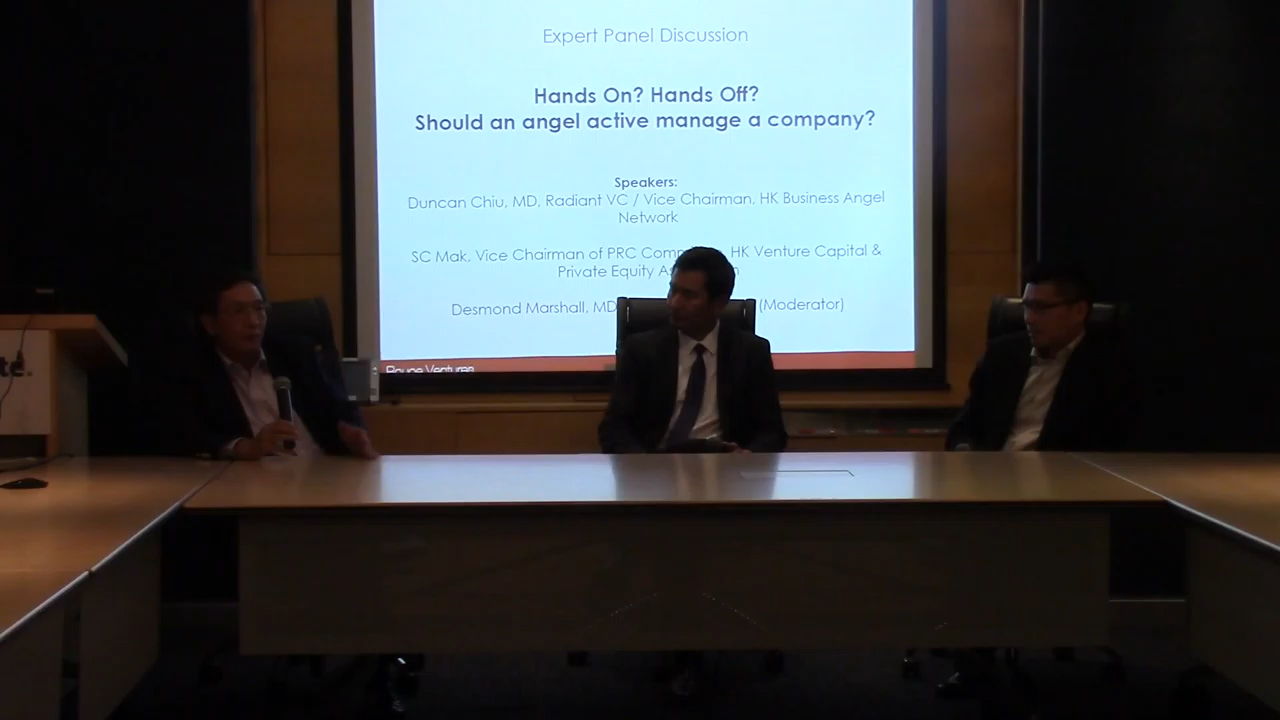 Expert Panel Discussion
Hands On? Hands Off?
Should an angel active manage a company?
Speakers:
Duncan Chiu, MD, Radiant VC / Vice Chairman, HK Business Angel
Network
SC Mak, Vice Chairman of PRC HK Venture Capital &
Private Equity
Desmond Marshall, MD (Moderator)
Rouge Ventures